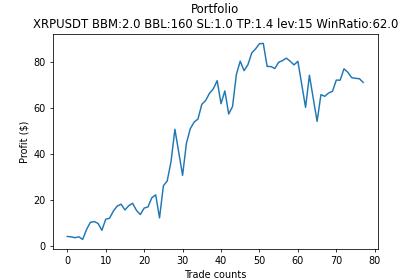 Portfolio
XRPUSDT BBM:2.0 BBL:160 SL:1.0 TP:1.4 lev:15 WinRatio:62.0
80
60
40
20
0
Profit ($)
0 10 20 30 40 50 60 70 80
Trade counts